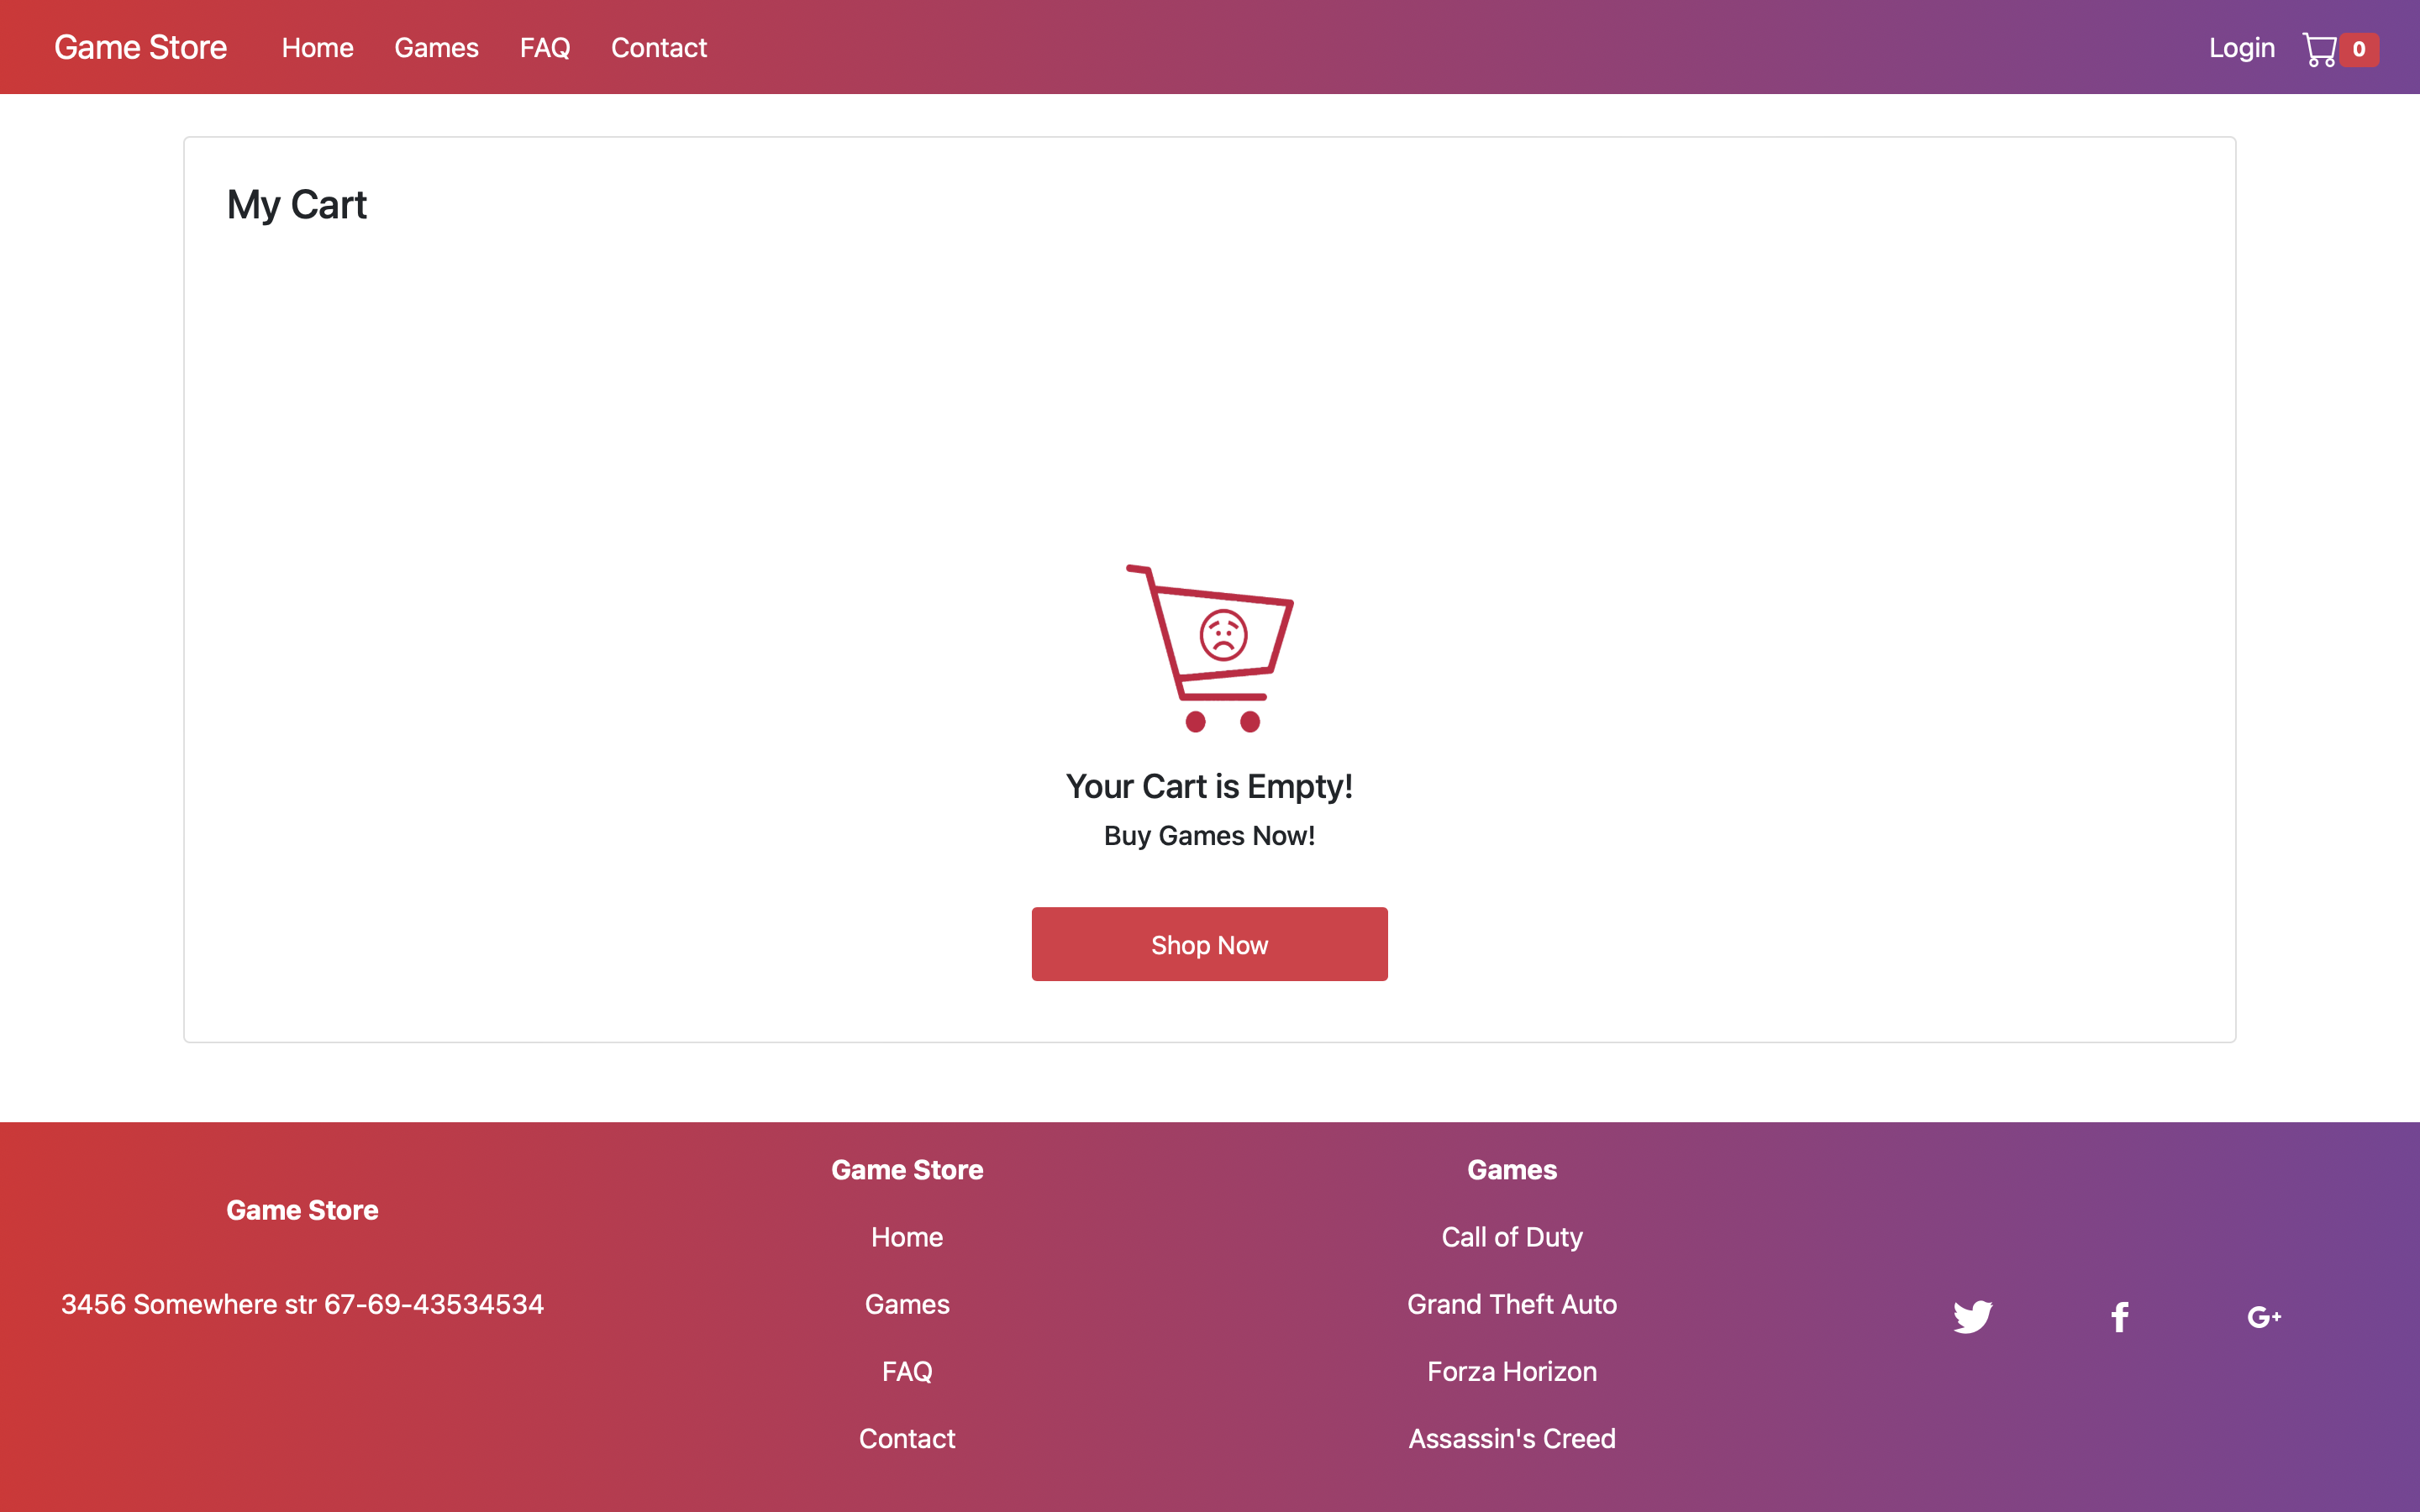 Game Store Home Games FAQ Contact Login 0
My Cart
Your Cart is Empty!
Buy Games Now!
Shop Now
Game Store
3456 Somewhere str 67-69-43534534
Game Store
Home
Games
FAQ
Contact
Games
Call of Duty
Grand Theft Auto
Forza Horizon
Assassin's Creed
f
G+